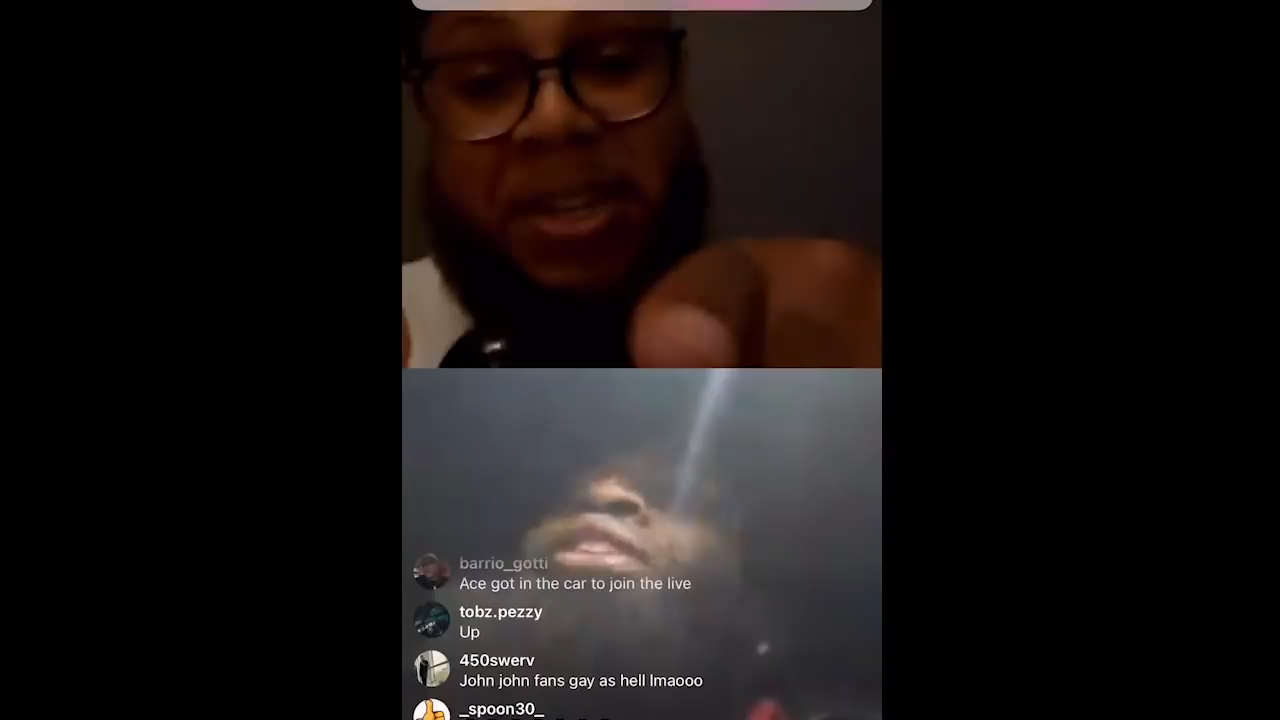 barrio_gotti
Ace got in the car to join the live
tobz.pezzy
Up
450swerv
John john fans gay as hell lmaooo
_spoon30_